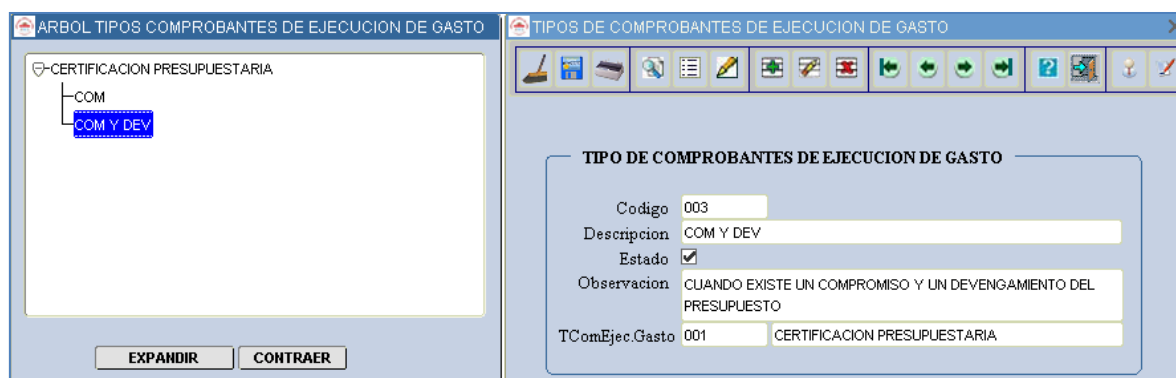 ARBOL TIPOS COMPROBANTES DE EJECUCION DE GASTO
CERTIFICACION PRESUPUESTARIA
COM
COM Y DEV
EXPANDIR CONTRAER
TIPOS DE COMPROBANTES DE EJECUCION DE GASTO
TIPO DE COMPROBANTES DE EJECUCION DE GASTO
Codigo 003
Descripcion COM Y DEV
Estado
Observacion CUANDO EXISTE UN COMPROMISO Y UN DEVENGAMIENTO DEL
PRESUPUESTO
TComEjec.Gasto 001 CERTIFICACION PRESUPUESTARIA